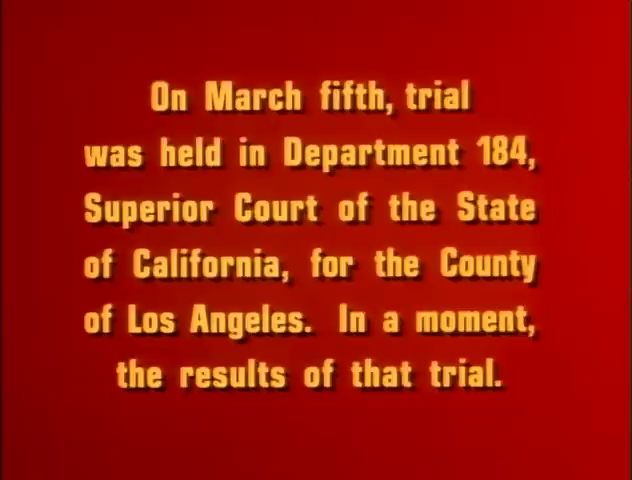 On March fifth, trial
was held in Department 184,
Superior Court of the State
of California, for the County
of Los Angeles. In a moment,
the results of that trial.